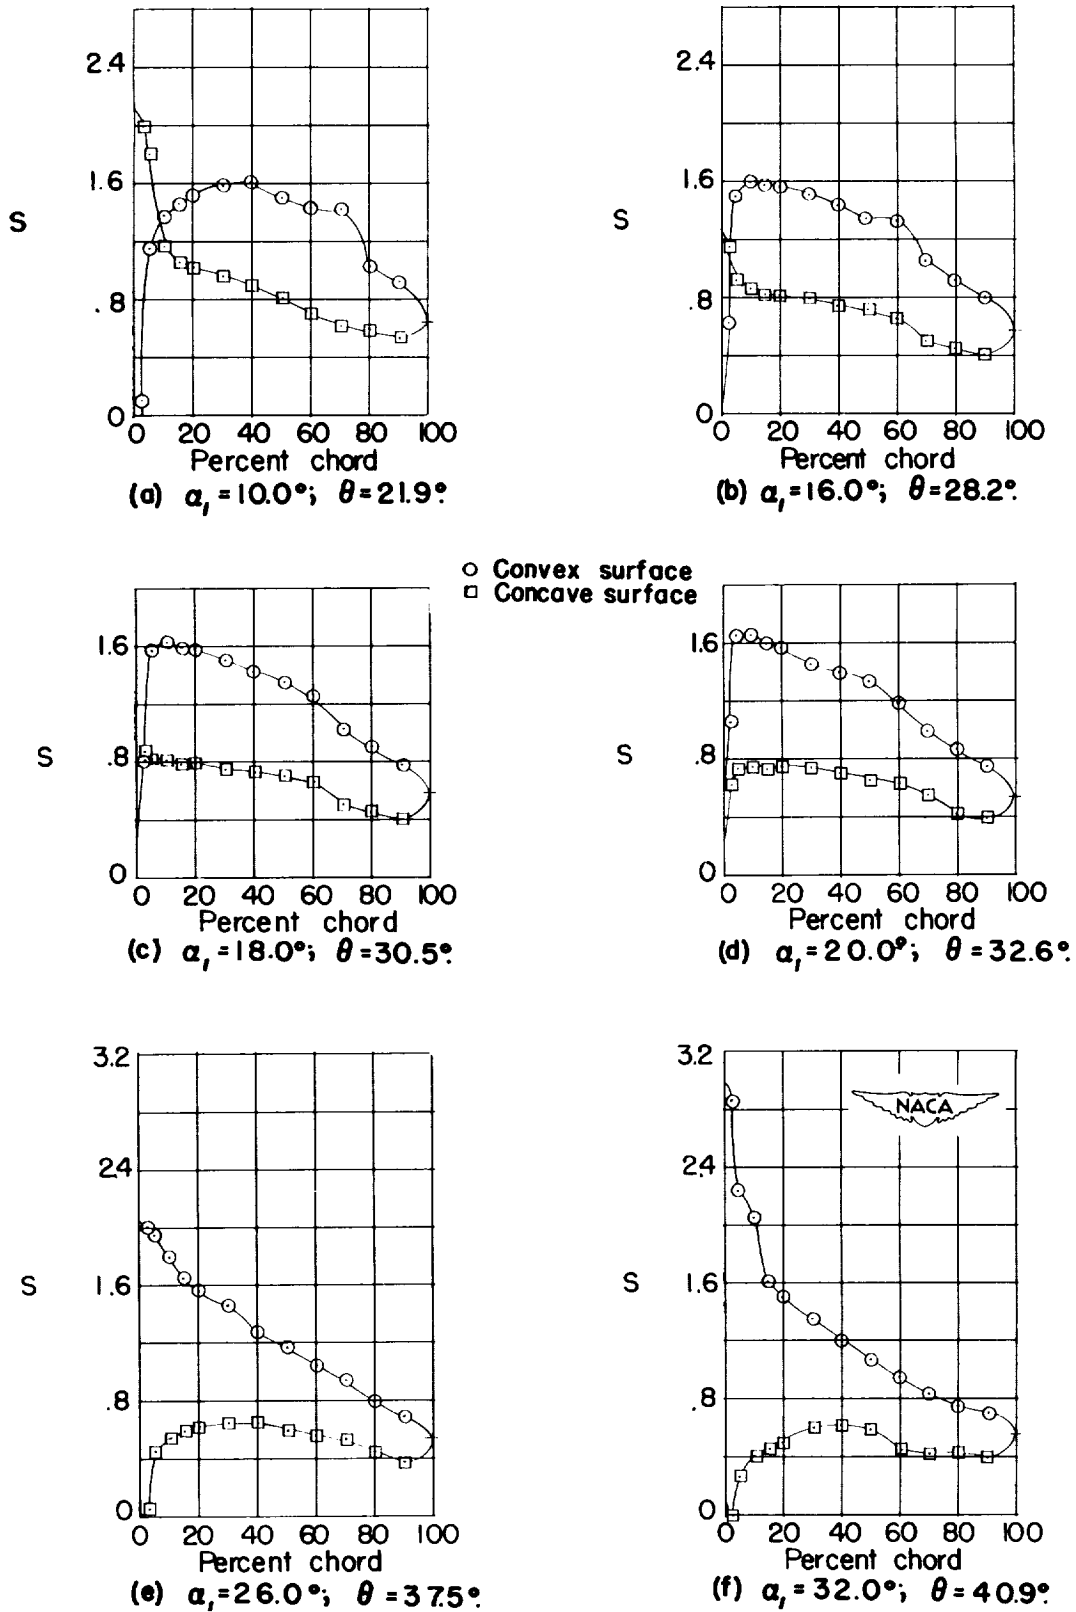 2.4
1.6
S
.8
0
0 20 40 60 80 100
Percent chord
(a) α₁ = 10.0°; θ = 21.9°.
2.4
1.6
S
.8
0
0 20 40 60 80 100
Percent chord
(b) α₁ = 16.0°; θ = 28.2°.
Convex surface
Concave surface
1.6
S
.8
0
0 20 40 60 80 100
Percent chord
(c) α₁ = 18.0°; θ = 30.5°.
1.6
S
.8
0
0 20 40 60 80 100
Percent chord
(d) α₁ = 20.0°; θ = 32.6°.
3.2
2.4
1.6
S
.8
0
0 20 40 60 80 100
Percent chord
(e) α₁ = 26.0°; θ = 37.5°.
3.2
NACA
2.4
1.6
S
.8
0
0 20 40 60 80 100
Percent chord
(f) α₁ = 32.0°; θ = 40.9°.